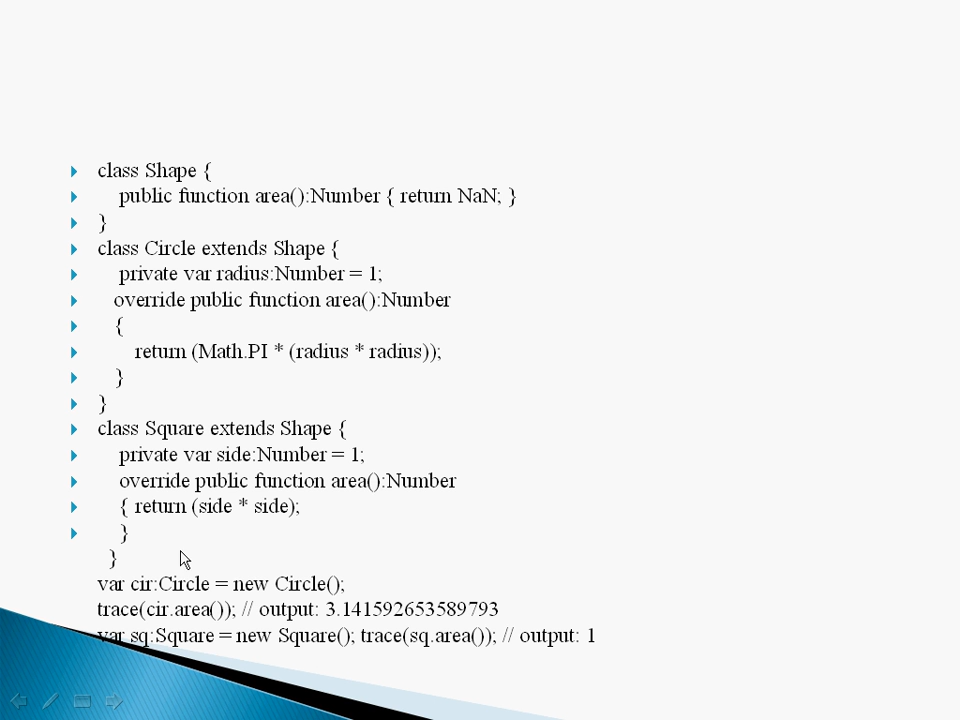 class Shape {
public function area():Number { return NaN; }
}
class Circle extends Shape {
private var radius:Number = 1;
override public function area():Number
{
return (Math.PI * (radius * radius));
}
}
class Square extends Shape {
private var side:Number = 1;
override public function area():Number
{ return (side * side);
}
}
var cir:Circle = new Circle();
trace(cir.area()); // output: 3.141592653589793
var sq:Square = new Square(); trace(sq.area()); // output: 1